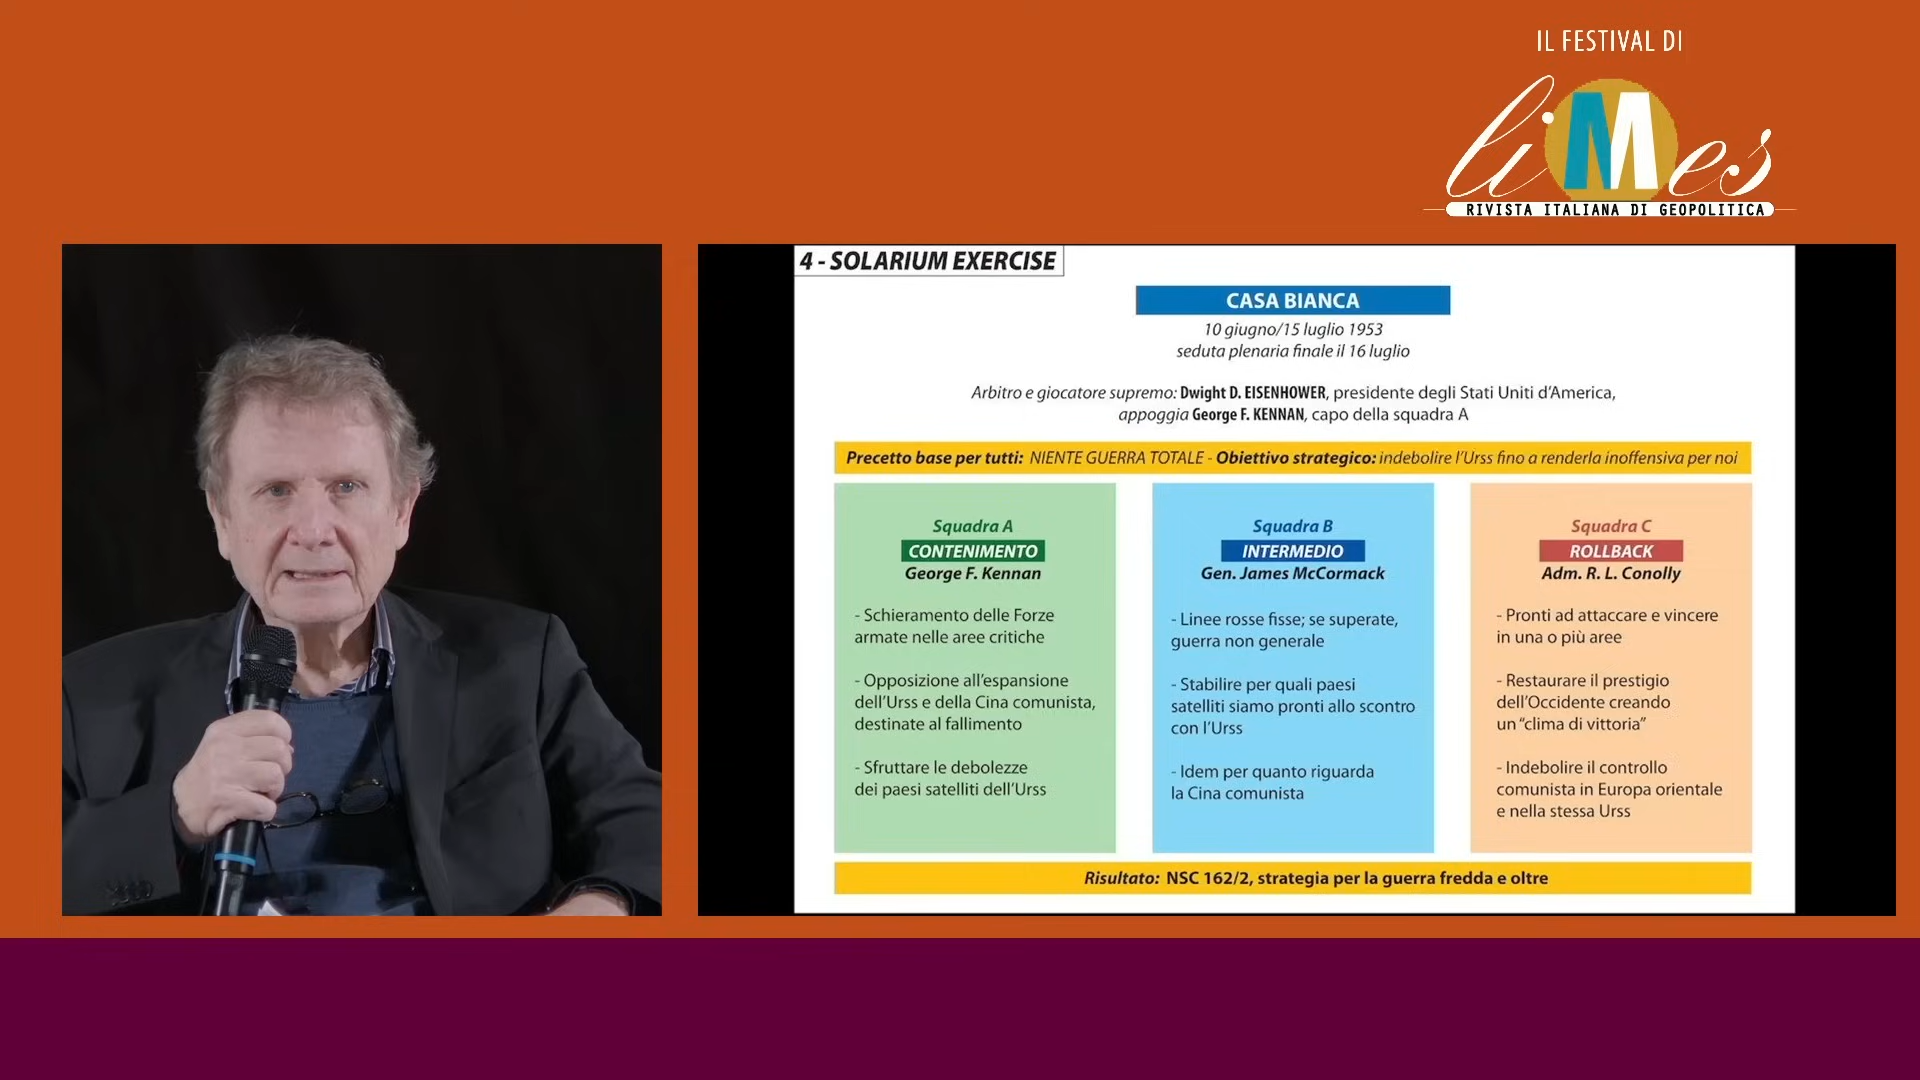 IL FESTIVAL DI
liMes
RIVISTA ITALIANA DI GEOPOLITICA
4 - SOLARIUM EXERCISE
CASA BIANCA
10 giugno/15 luglio 1953
seduta plenaria finale il 16 luglio
Arbitro e giocatore supremo: Dwight D. EISENHOWER, presidente degli Stati Uniti d'America,
appoggia George F. KENNAN, capo della squadra A
Precetto base per tutti: NIENTE GUERRA TOTALE - Obiettivo strategico: indebolire l'Urss fino a renderla inoffensiva per noi
Squadra A
CONTENIMENTO
George F. Kennan
- Schieramento delle Forze
armate nelle aree critiche
- Opposizione all'espansione
dell'Urss e della Cina comunista,
destinate al fallimento
- Sfruttare le debolezze
dei paesi satelliti dell'Urss
Squadra B
INTERMEDIO
Gen. James McCormack
- Linee rosse fisse; se superate,
guerra non generale
- Stabilire per quali paesi
satelliti siamo pronti allo scontro
con l'Urss
- Idem per quanto riguarda
la Cina comunista
Squadra C
ROLLBACK
Adm. R. L. Conolly
- Pronti ad attaccare e vincere
in una o più aree
- Restaurare il prestigio
dell'Occidente creando
un "clima di vittoria"
- Indebolire il controllo
comunista in Europa orientale
e nella stessa Urss
Risultato: NSC 162/2, strategia per la guerra fredda e oltre